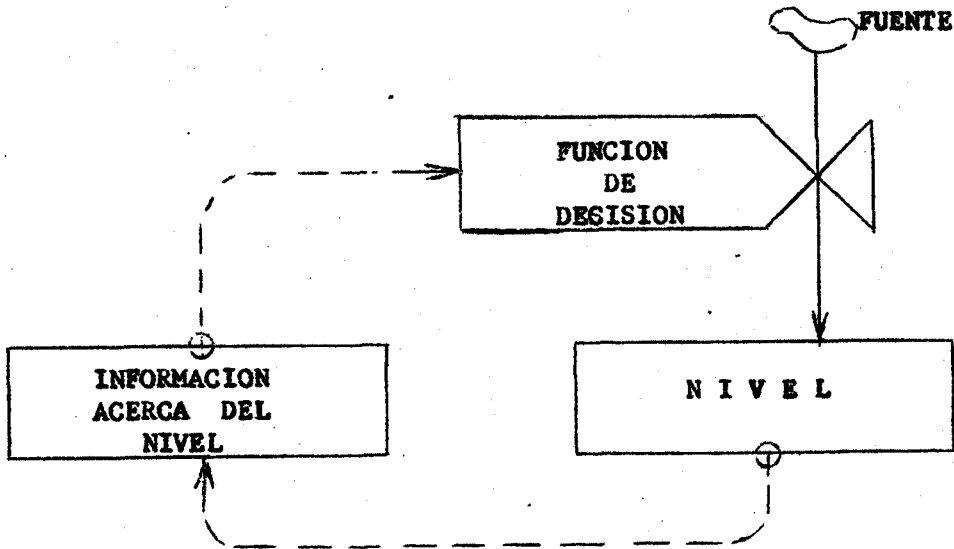 FUENTE
FUNCION
DE
DESISION
INFORMACION
ACERCA DEL
NIVEL
N I V E L